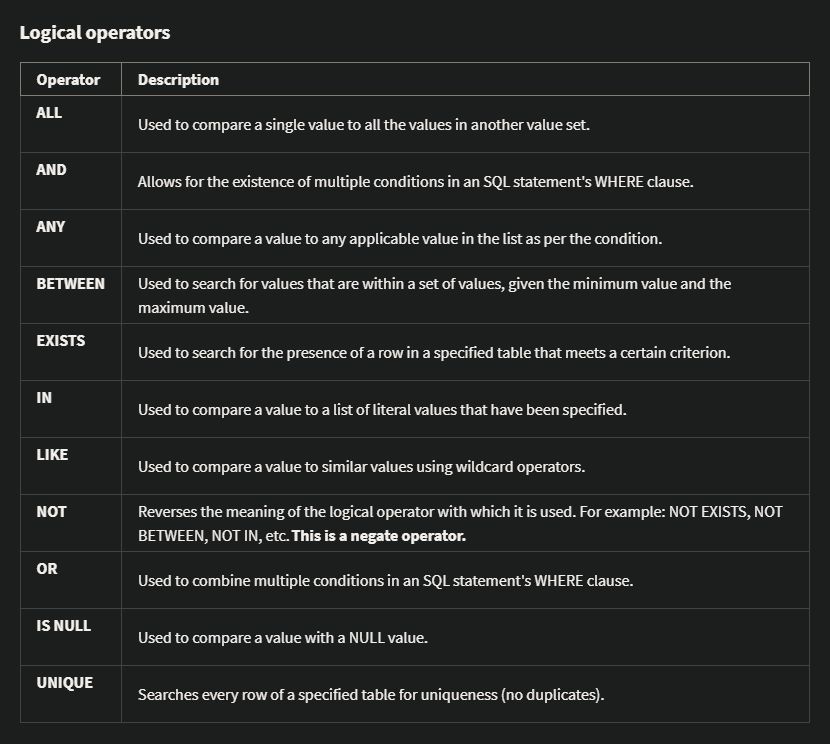 Logical operators
Operator Description
ALL
Used to compare a single value to all the values in another value set.
AND
Allows for the existence of multiple conditions in an SQL statement's WHERE clause.
ANY
Used to compare a value to any applicable value in the list as per the condition.
BETWEEN
Used to search for values that are within a set of values, given the minimum value and the
maximum value.
EXISTS
Used to search for the presence of a row in a specified table that meets a certain criterion.
IN
Used to compare a value to a list of literal values that have been specified.
LIKE
Used to compare a value to similar values using wildcard operators.
NOT
Reverses the meaning of the logical operator with which it is used. For example: NOT EXISTS, NOT
BETWEEN, NOT IN, etc. This is a negate operator.
OR
Used to combine multiple conditions in an SQL statement's WHERE clause.
IS NULL
Used to compare a value with a NULL value.
UNIQUE
Searches every row of a specified table for uniqueness (no duplicates).